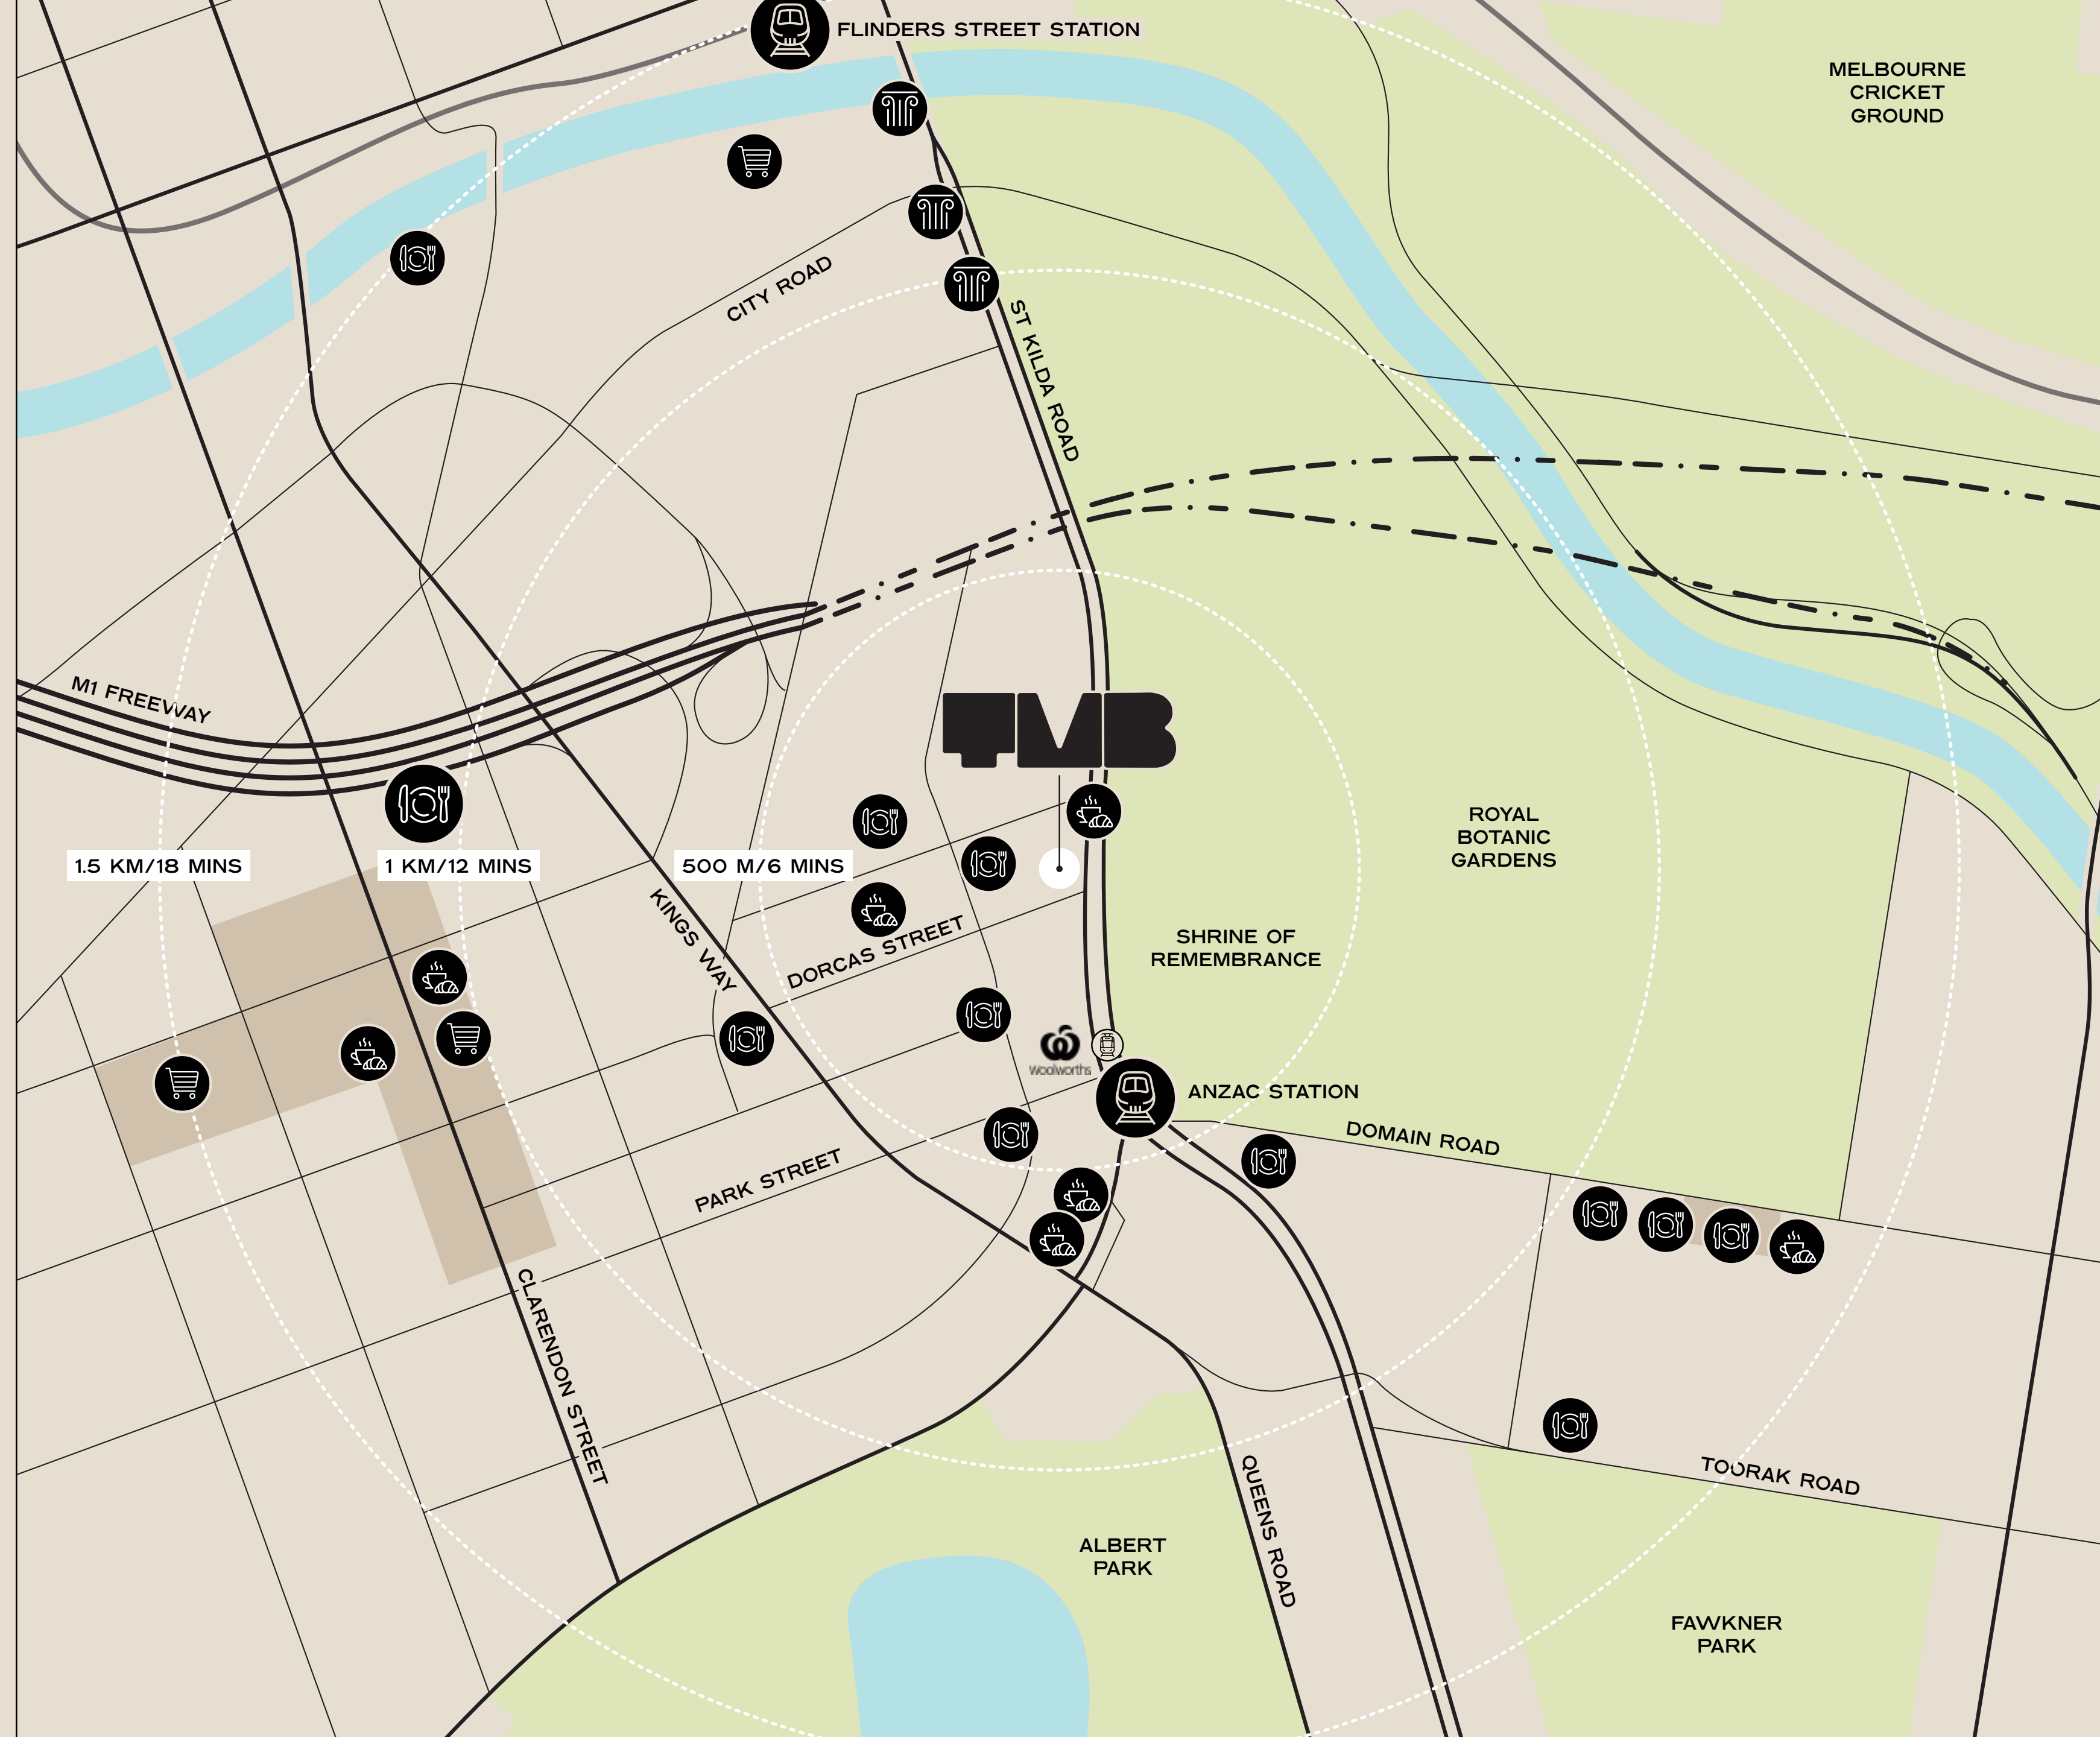 FLINDERS STREET STATION
MELBOURNE
CRICKET
GROUND
CITY ROAD
ST KILDA ROAD
M1 FREEWAY
TMB
1.5 KM/18 MINS
1 KM/12 MINS
500 M/6 MINS
ROYAL
BOTANIC
GARDENS
KINGS WAY
DORCAS STREET
SHRINE OF
REMEMBRANCE
Woolworths
ANZAC STATION
DOMAIN ROAD
PARK STREET
CLARENDON STREET
QUEENS ROAD
TOORAK ROAD
ALBERT
PARK
FAWKNER
PARK